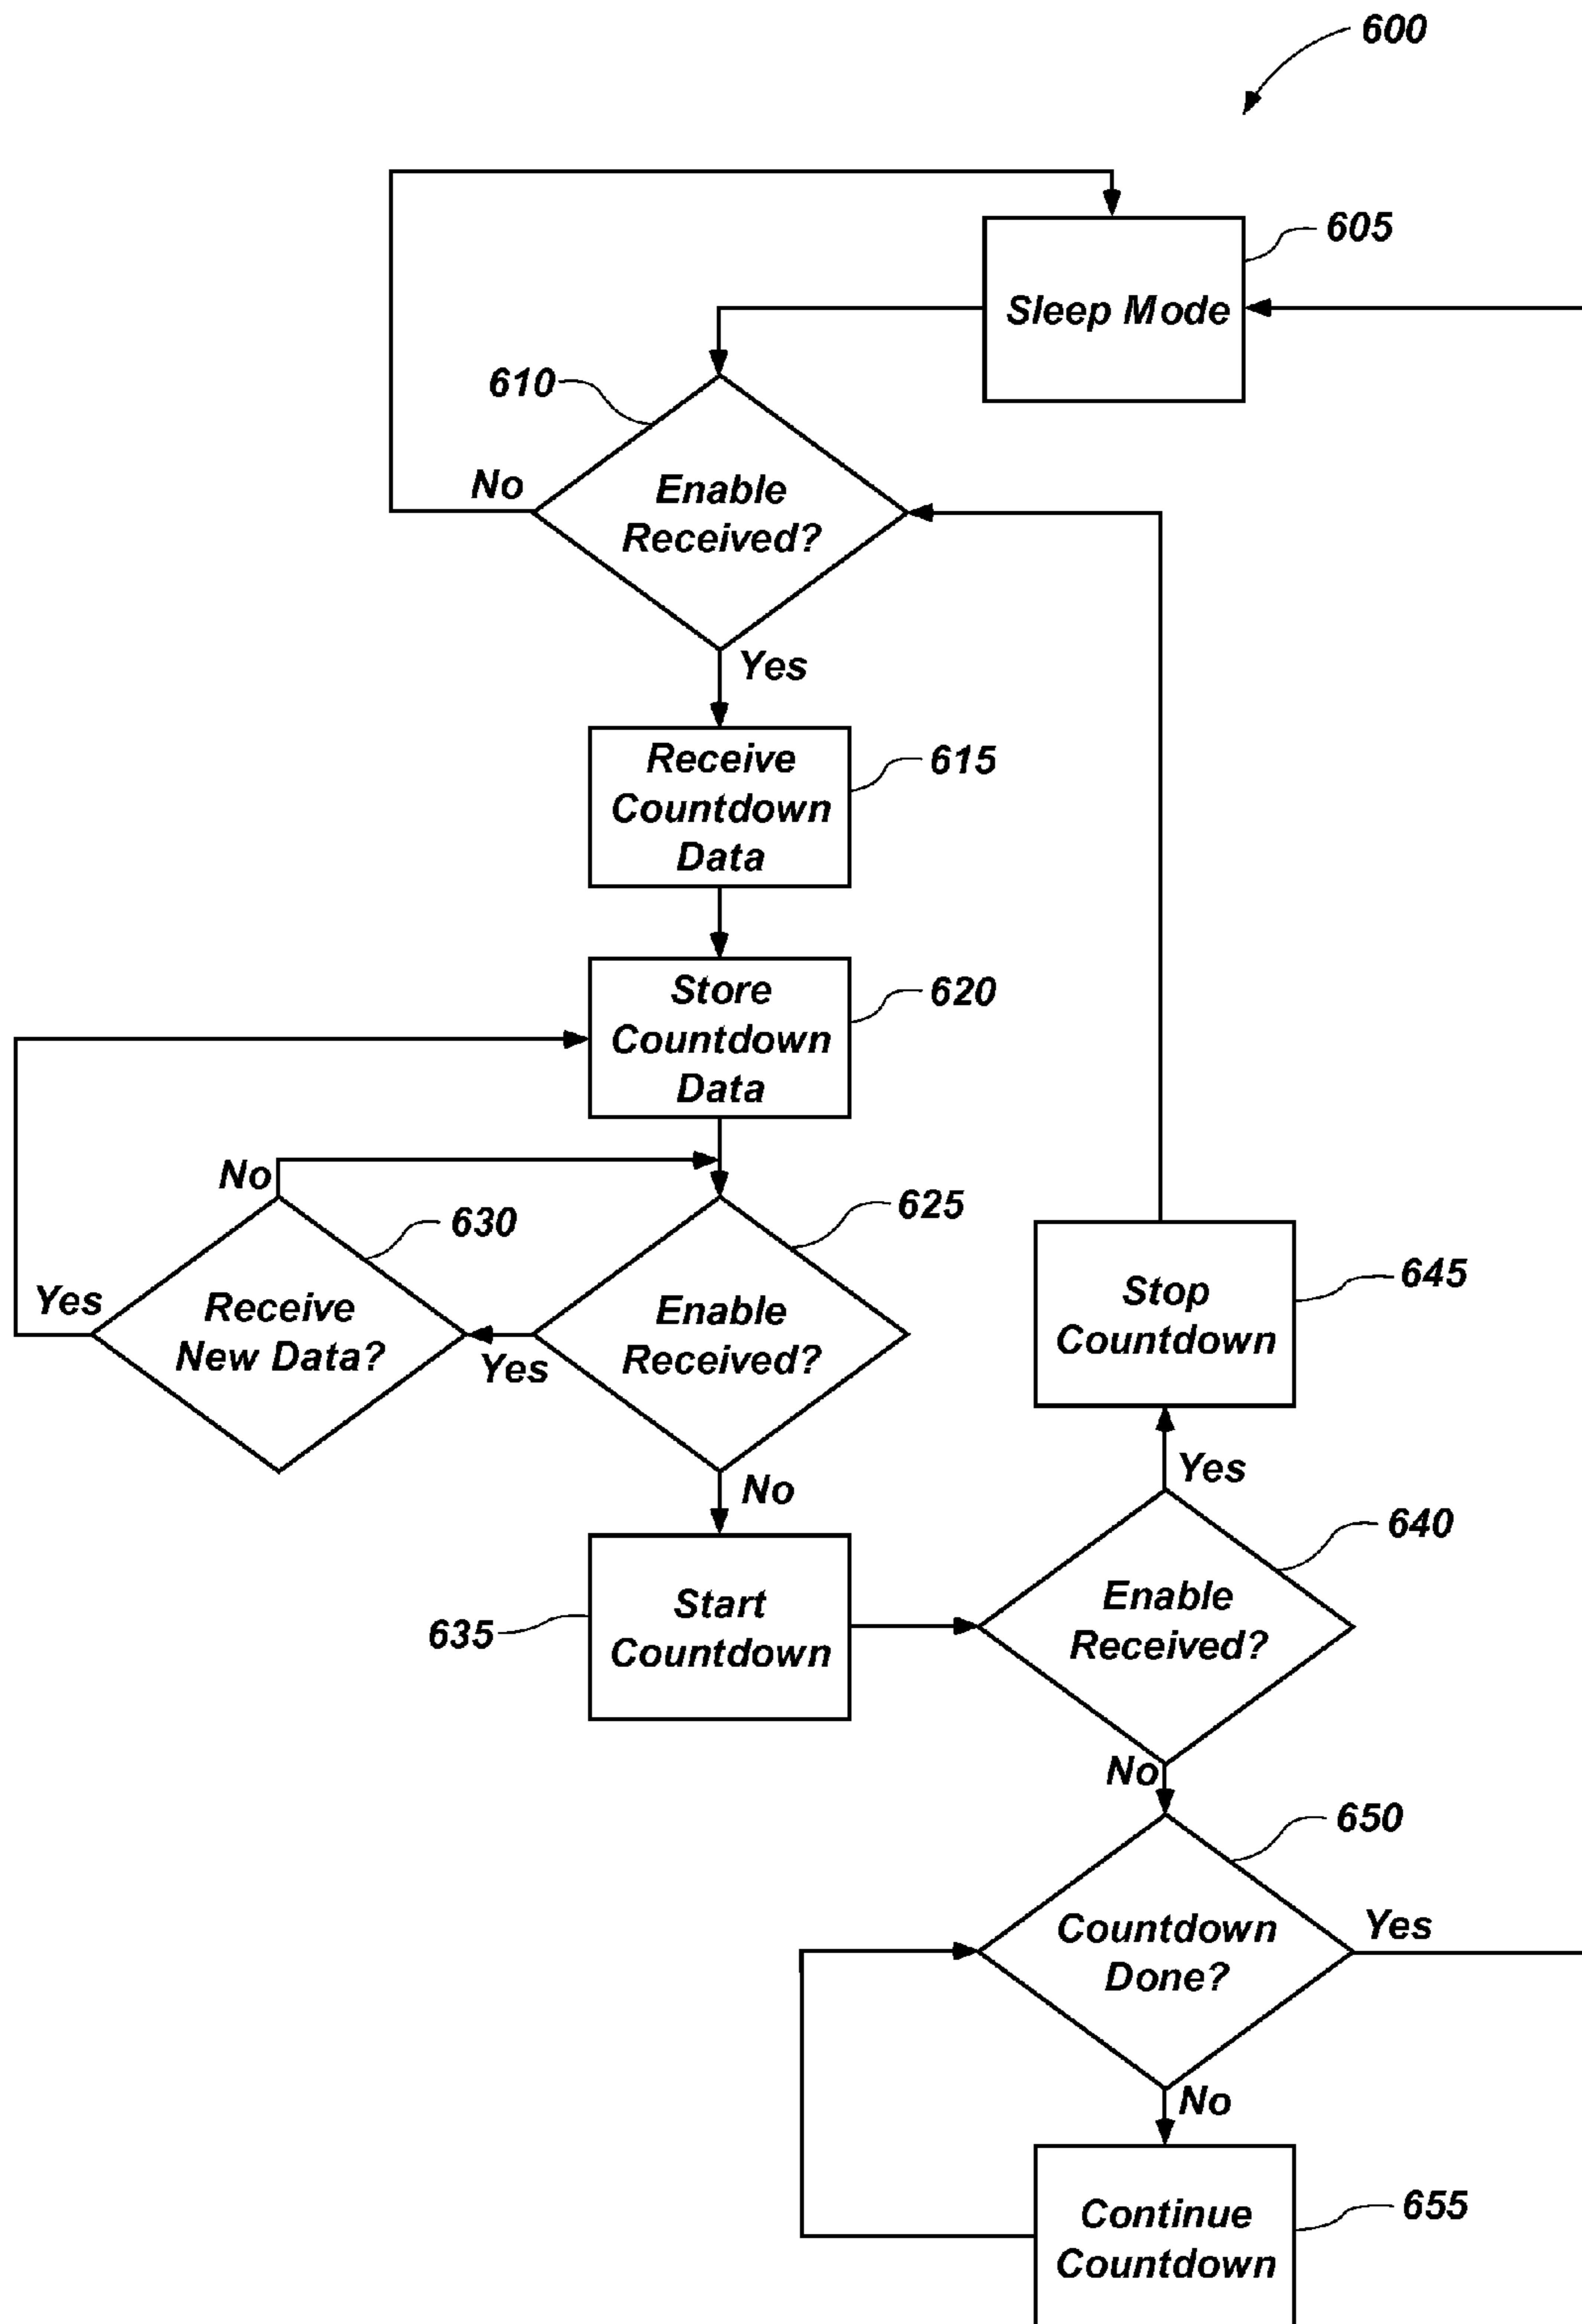 600
605
Sleep Mode
610
No
Enable
Received?
Yes
Receive
Countdown
Data
615
Store
Countdown
Data
620
No
630
625
Yes
Receive
New Data?
Yes
Enable
Received?
No
Stop
Countdown
645
Yes
640
635
Start
Countdown
Enable
Received?
No
650
Countdown
Done?
Yes
No
Continue
Countdown
655